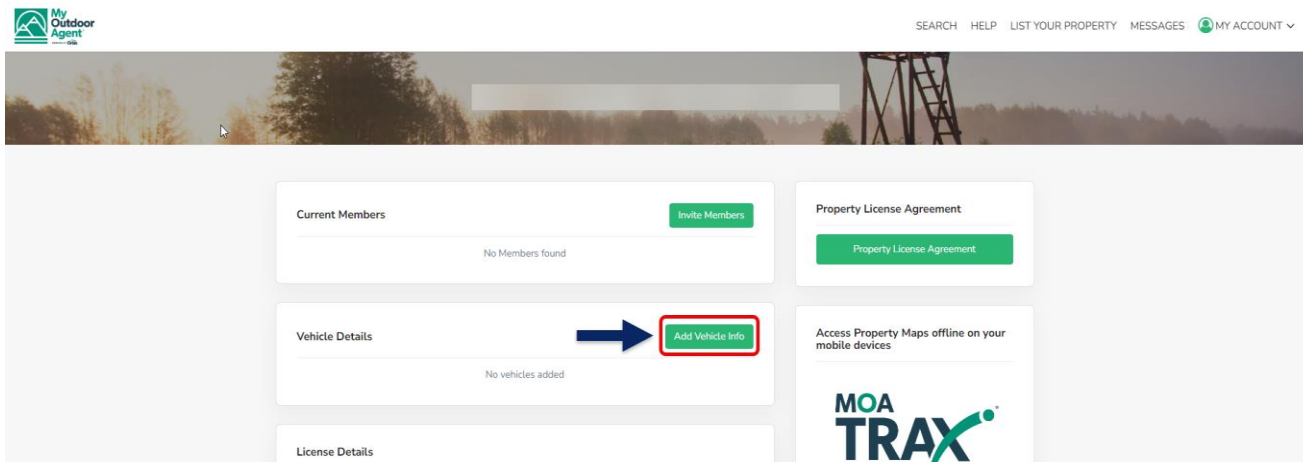 My
Outdoor
Agent
SEARCH HELP LIST YOUR PROPERTY MESSAGES MY ACCOUNT
Current Members
Invite Members
No Members found
Property License Agreement
Property License Agreement
Vehicle Details
Add Vehicle Info
No vehicles added
Access Property Maps offline on your
mobile devices
MOA
TRAX
License Details